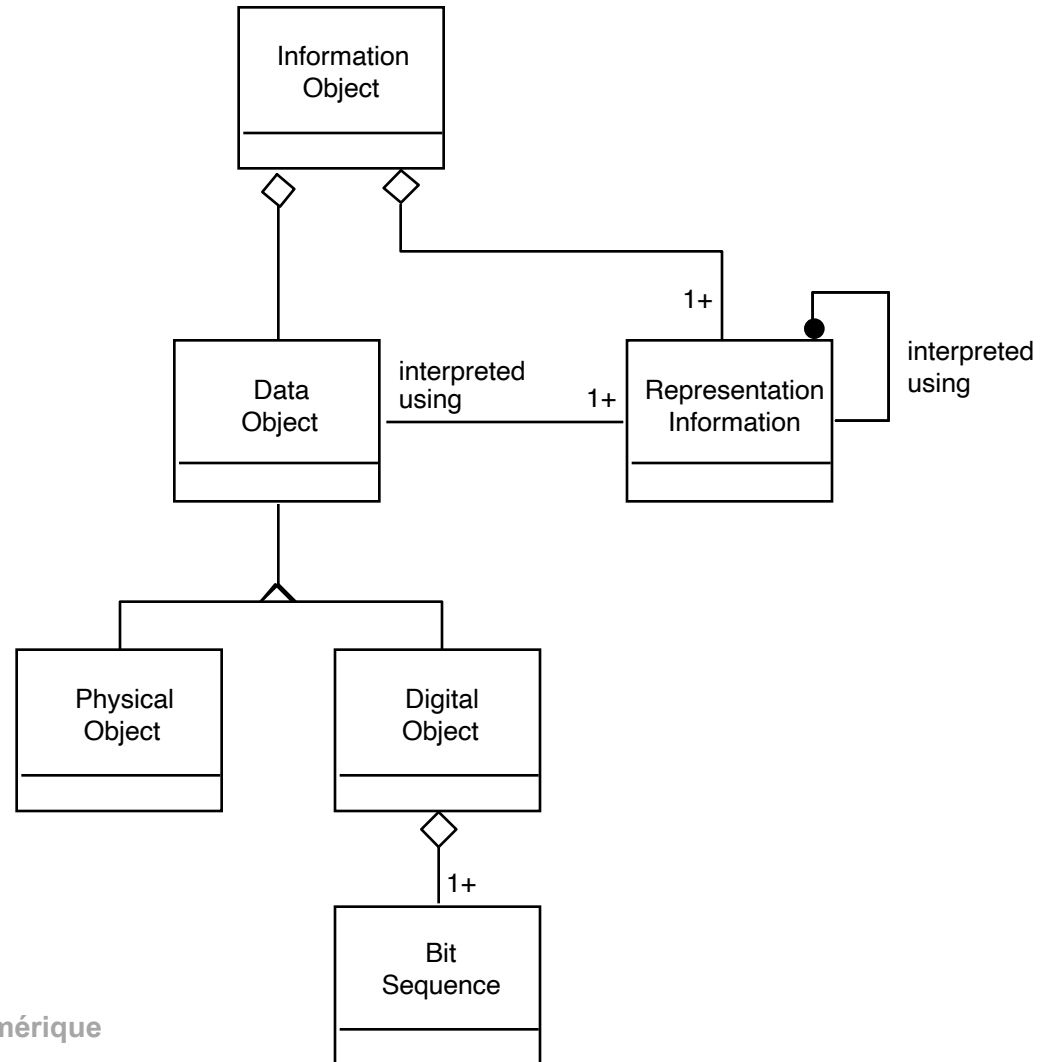 Information
Object
1+
interpreted
using
Data
Object
interpreted
using
1+
Representation
Information
Physical
Object
Digital
Object
1+
Bit
Sequence
mérique